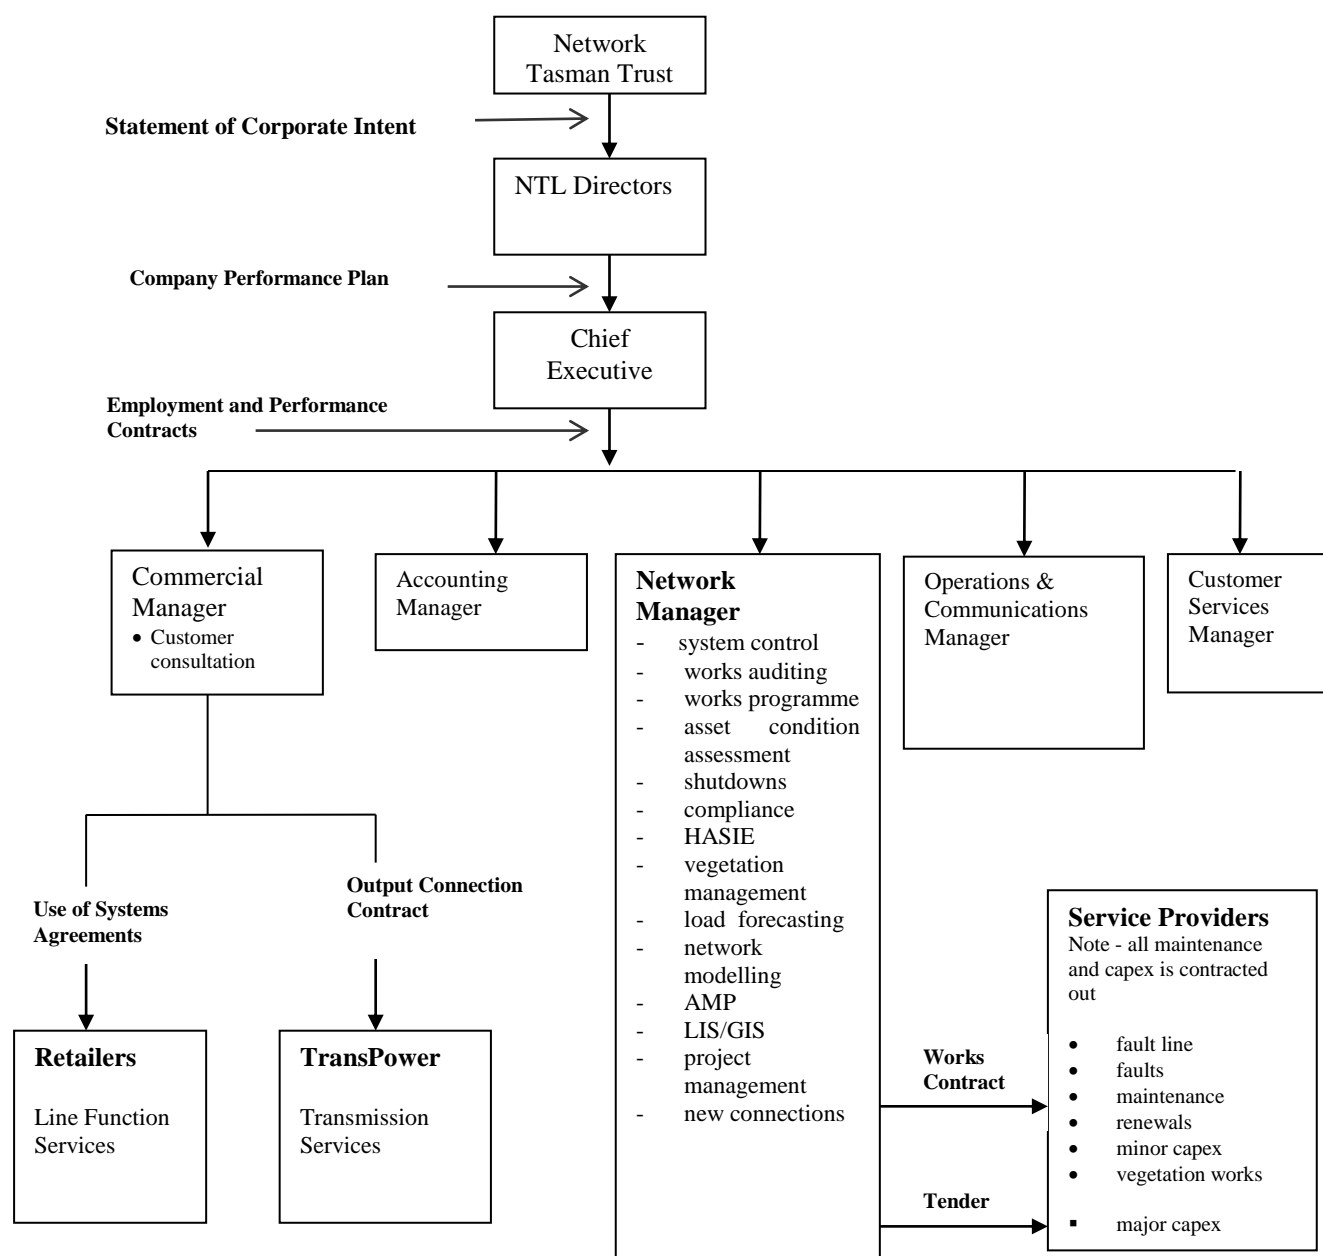 Network
Tasman Trust
Statement of Corporate Intent
NTL Directors
Company Performance Plan
Chief
Executive
Employment and Performance
Contracts
Commercial
Manager
• Customer
consultation
Accounting
Manager
Network
Manager
- system control
- works auditing
- works programme
- asset condition
assessment
- shutdowns
- compliance
- HASIE
- vegetation
management
- load forecasting
- network
modelling
- AMP
- LIS/GIS
- project
management
- new connections
Operations &
Communications
Manager
Customer
Services
Manager
Use of Systems
Agreements
Output Connection
Contract
Retailers
Line Function
Services
TransPower
Transmission
Services
Works
Contract
Tender
Service Providers
Note - all maintenance
and capex is contracted
out
• fault line
• faults
• maintenance
• renewals
• minor capex
• vegetation works
▪ major capex